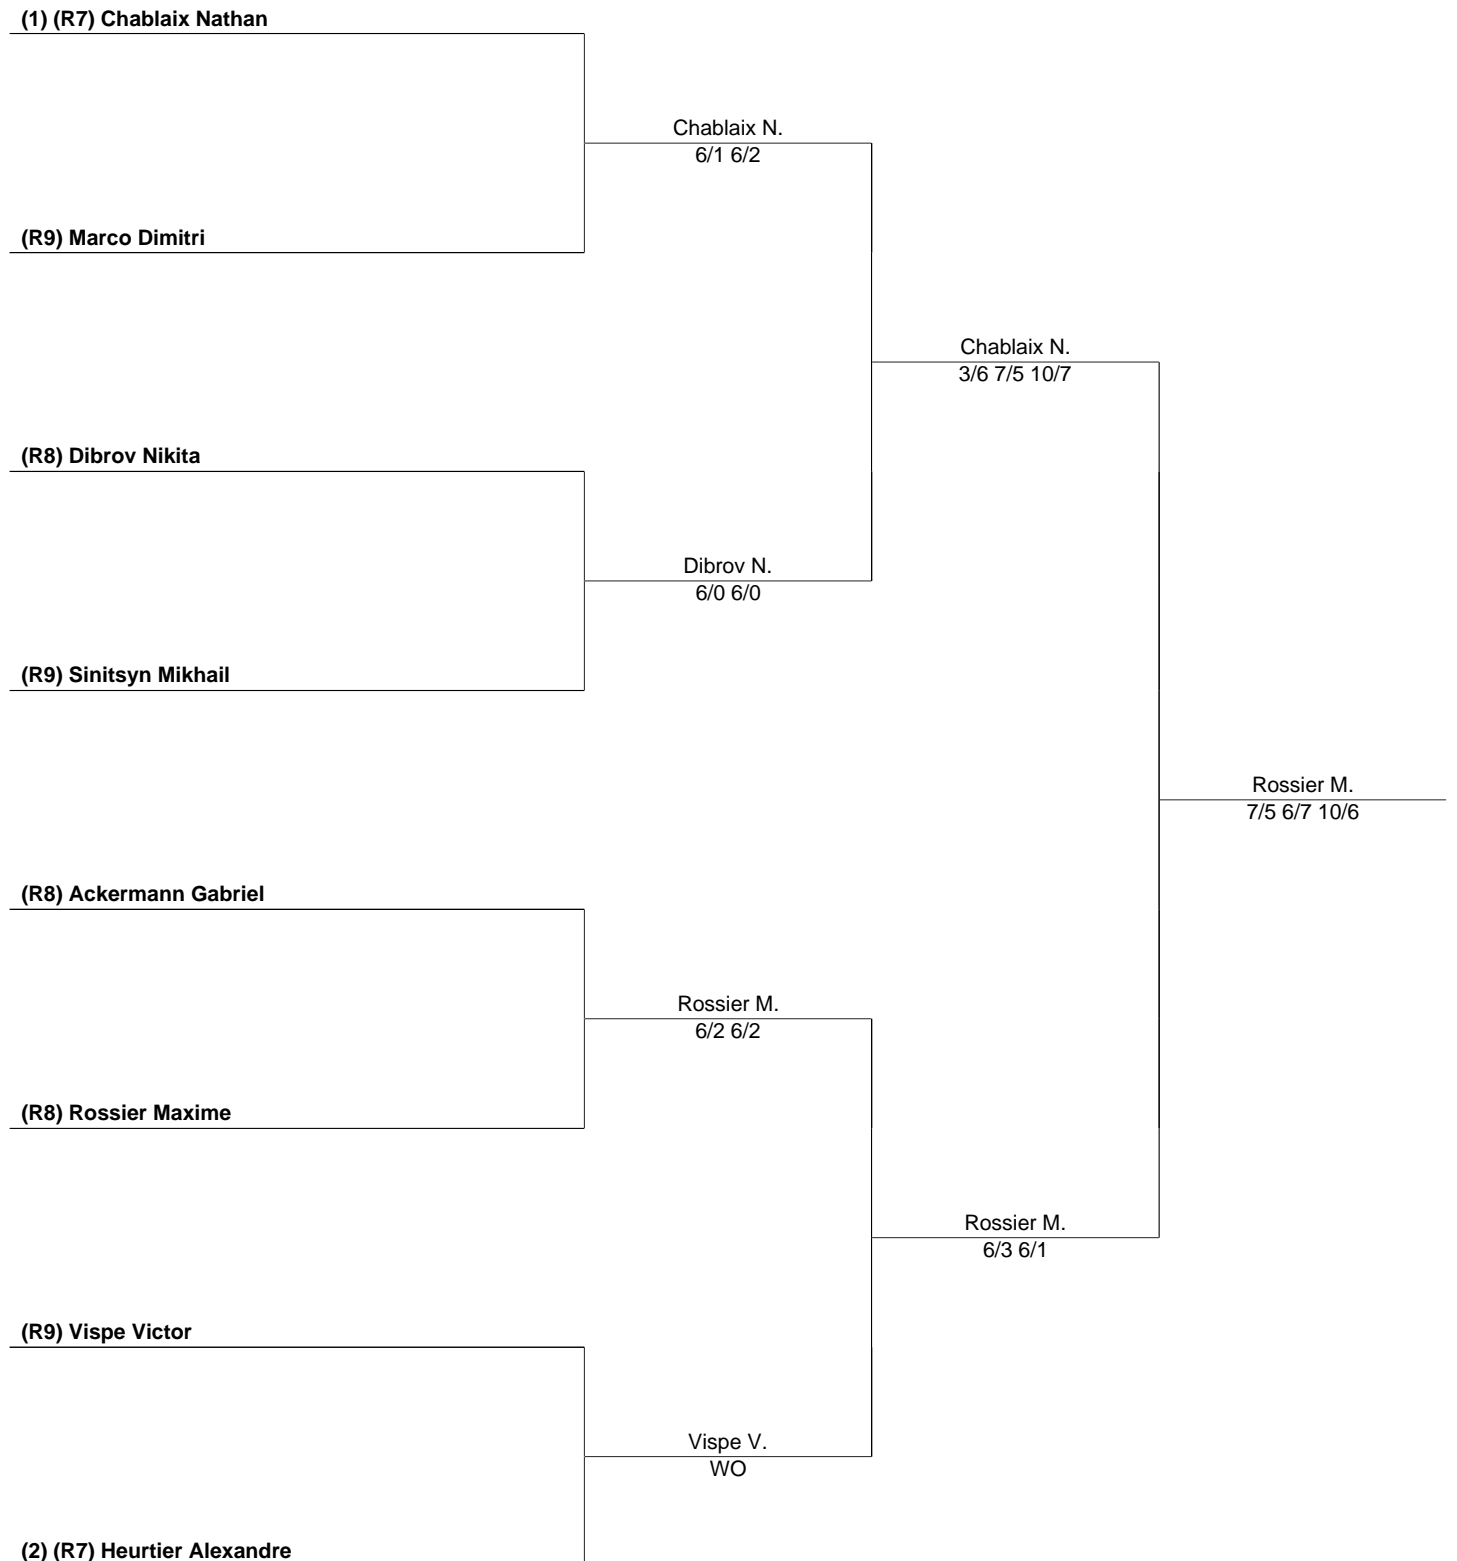 (1) (R7) Chablaix Nathan
Chablaix N.
6/1 6/2
(R9) Marco Dimitri
Chablaix N.
3/6 7/5 10/7
(R8) Dibrov Nikita
Dibrov N.
6/0 6/0
(R9) Sinitsyn Mikhail
Rossier M.
7/5 6/7 10/6
(R8) Ackermann Gabriel
Rossier M.
6/2 6/2
(R8) Rossier Maxime
Rossier M.
6/3 6/1
(R9) Vispe Victor
Vispe V.
WO
(2) (R7) Heurtier Alexandre